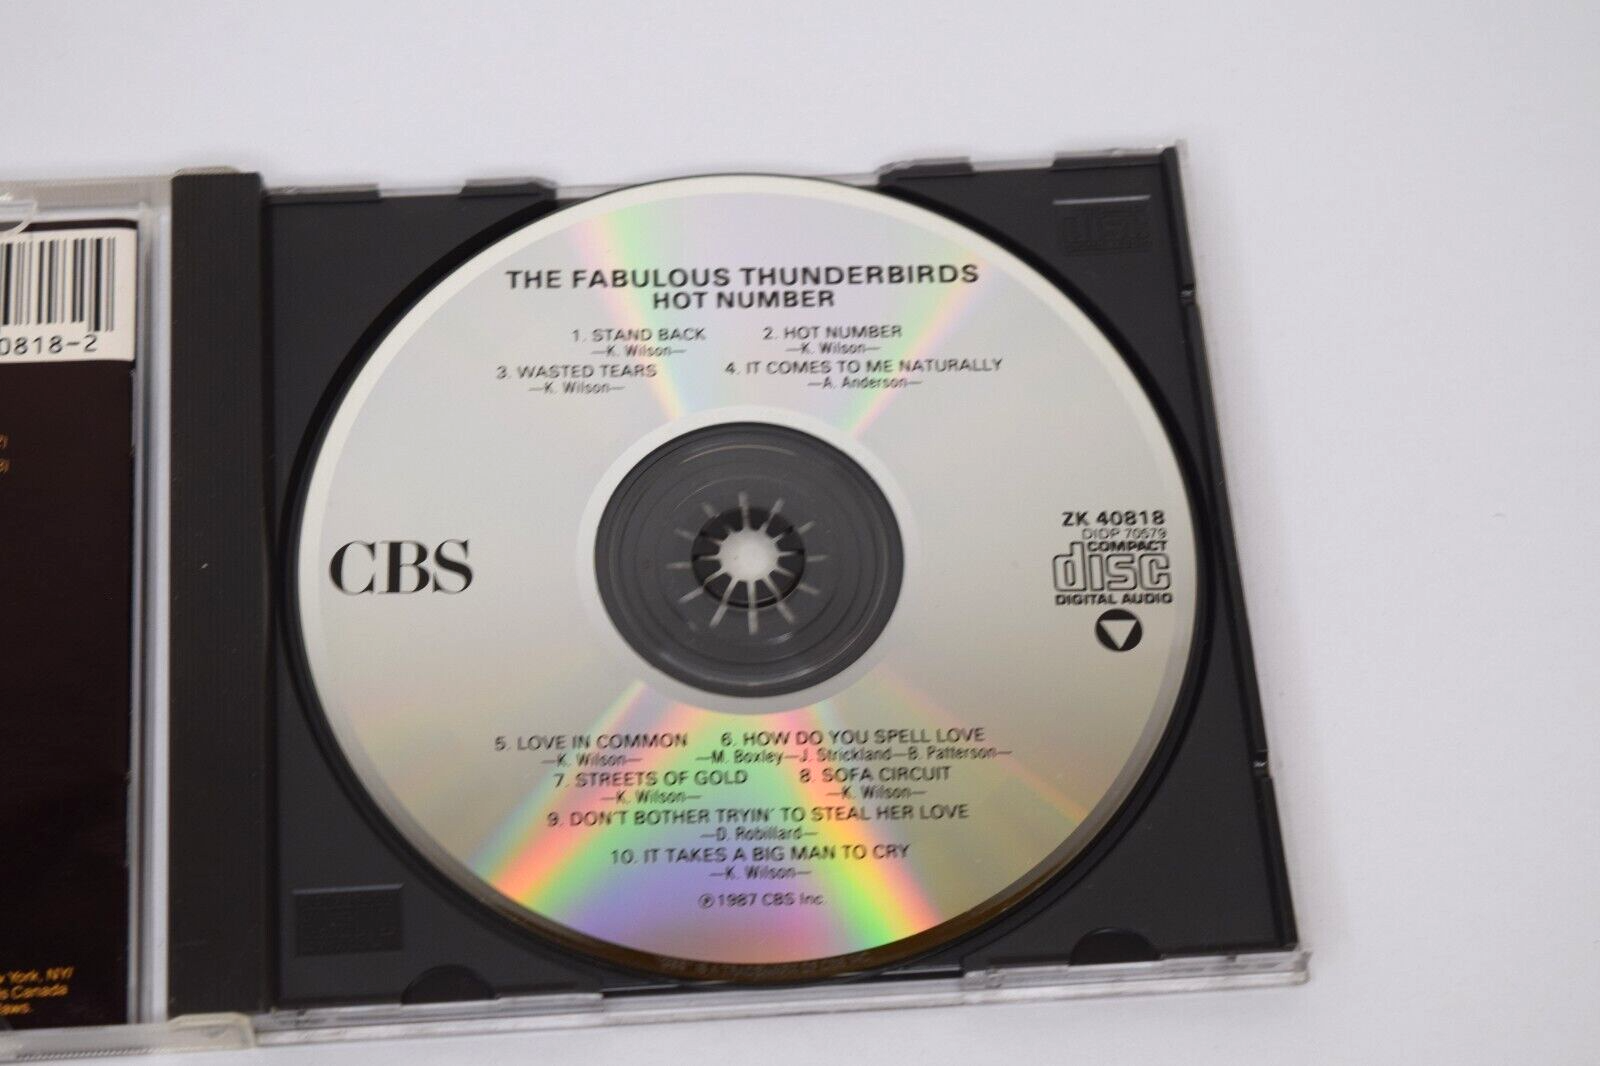 THE FABULOUS THUNDERBIRDS
HOT NUMBER
1. STAND BACK 2. HOT NUMBER
—K. Wilson— —K. Wilson—
3. WASTED TEARS 4. IT COMES TO ME NATURALLY
—K. Wilson— —A. Anderson—
0818-2
CBS
ZK 40818
DIDP 70579
COMPACT
disc
DIGITAL AUDIO
5. LOVE IN COMMON 6. HOW DO YOU SPELL LOVE
—K. Wilson— —M. Boxley—J. Strickland—B. Patterson—
7. STREETS OF GOLD 8. SOFA CIRCUIT
—K. Wilson— —K. Wilson—
9. DON'T BOTHER TRYIN' TO STEAL HER LOVE
—D. Robillard—
10. IT TAKES A BIG MAN TO CRY
—K. Wilson—
℗ 1987 CBS Inc.
York, NY/
Canada
disc